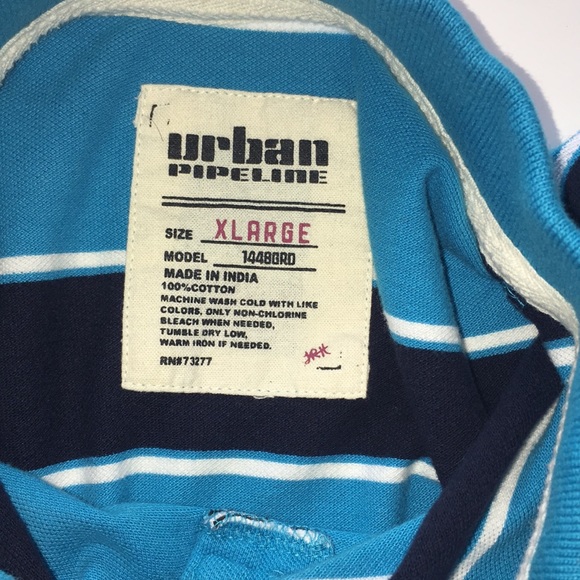 urban
PIPELINE
SIZE XLARGE
MODEL 1448GRD
MADE IN INDIA
100%COTTON
MACHINE WASH COLD WITH LIKE
COLORS, ONLY NON-CHLORINE
BLEACH WHEN NEEDED,
TUMBLE DRY LOW,
WARM IRON IF NEEDED.
RN#73277